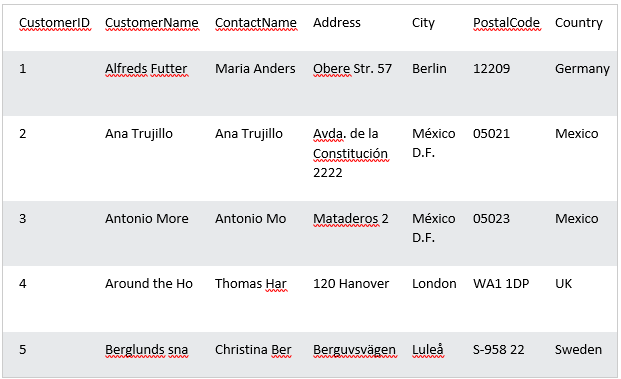 CustomerID CustomerName ContactName Address City PostalCode Country
1 Alfreds Futter Maria Anders Obere Str. 57 Berlin 12209 Germany
2 Ana Trujillo Ana Trujillo Avda. de la México 05021 Mexico
Constitución D.F.
2222
3 Antonio More Antonio Mo Mataderos 2 México 05023 Mexico
D.F.
4 Around the Ho Thomas Har 120 Hanover London WA1 1DP UK
5 Berglunds sna Christina Ber Berguvsvägen Luleå S-958 22 Sweden